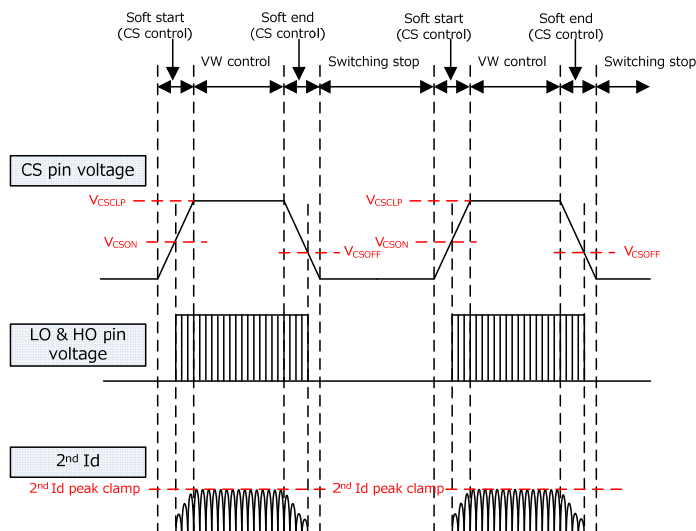 Soft start
(CS control)
Soft end
(CS control)
Soft start
(CS control)
Soft end
(CS control)
VW control
Switching stop
VW control
Switching stop
CS pin voltage
VCSCLP
VCSCLP
VCSON
VCSOFF
VCSON
VCSOFF
LO & HO pin
voltage
2nd Id
2nd Id peak clamp
2nd Id peak clamp